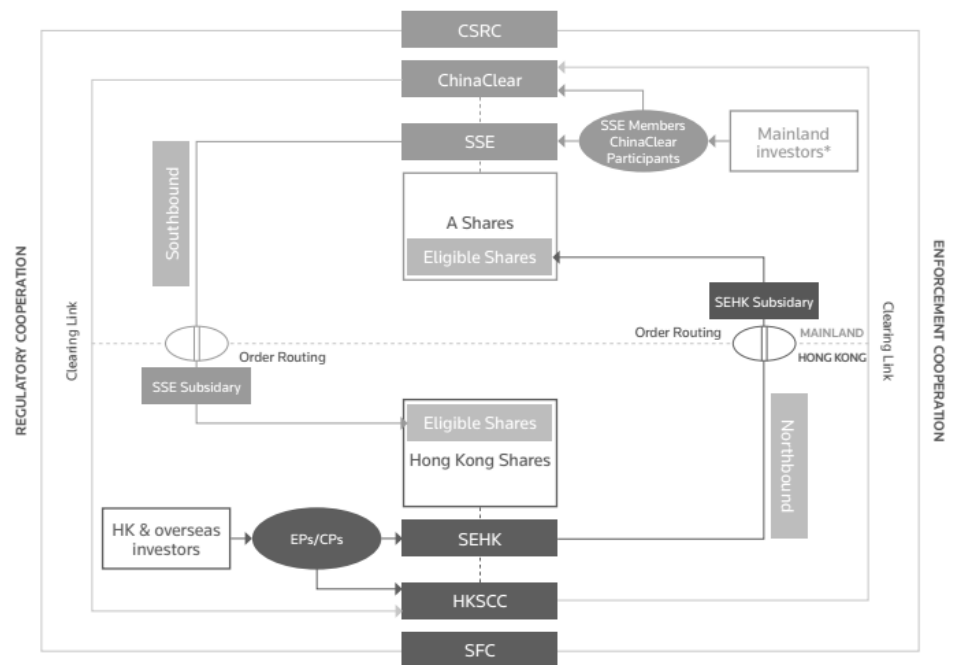 CSRC
ChinaClear
SSE Members
ChinaClear
Participants
Mainland
investors*
SSE
Southbound
A Shares
Eligible Shares
REGULATORY COOPERATION
ENFORCEMENT COOPERATION
Clearing Link
Clearing Link
SEHK Subsidary
Order Routing
MAINLAND
HONG KONG
Order Routing
SSE Subsidary
Eligible Shares
Hong Kong Shares
Northbound
HK & overseas
investors
EPs/CPs
SEHK
HKSCC
SFC